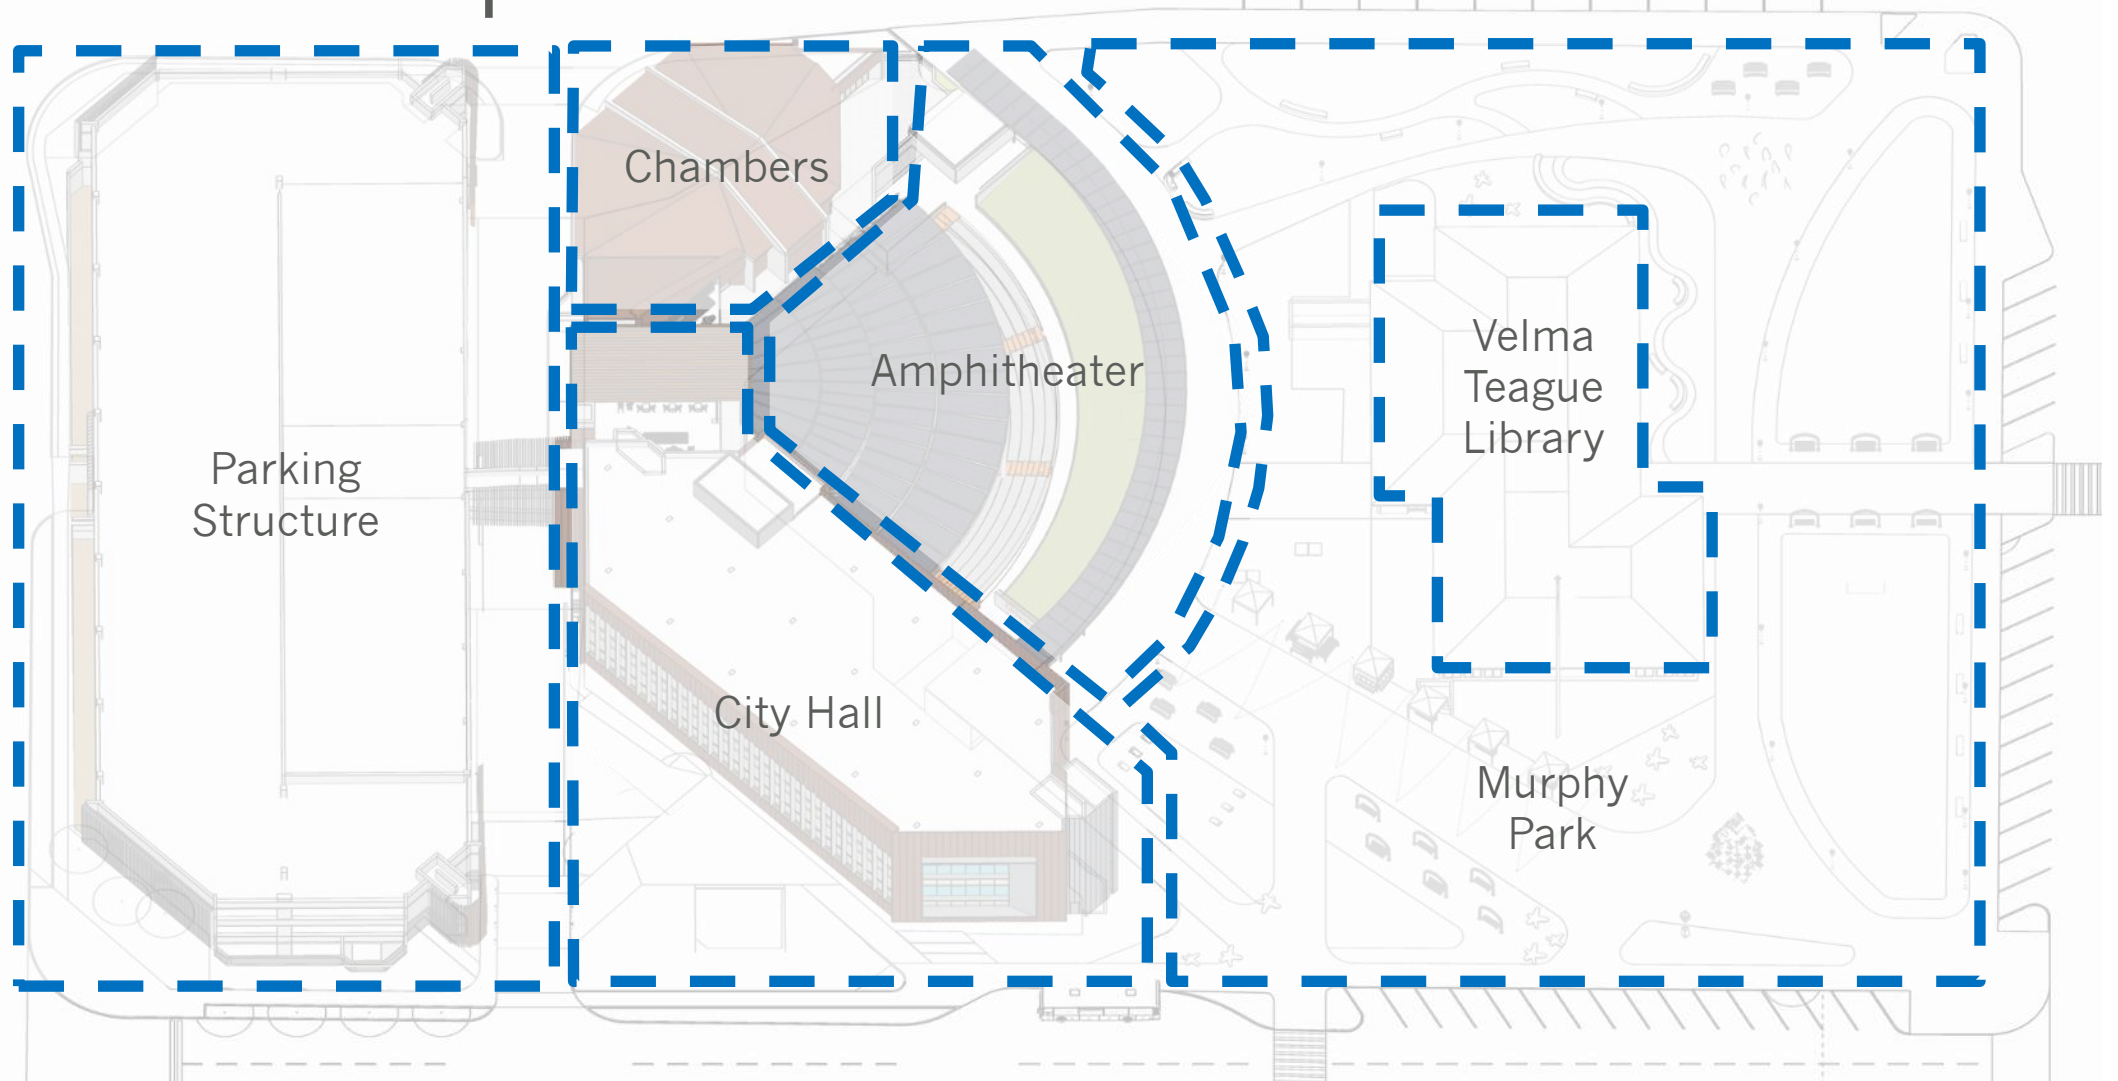 Chambers
Amphitheater
Velma
Teague
Library
Parking
Structure
City Hall
Murphy
Park